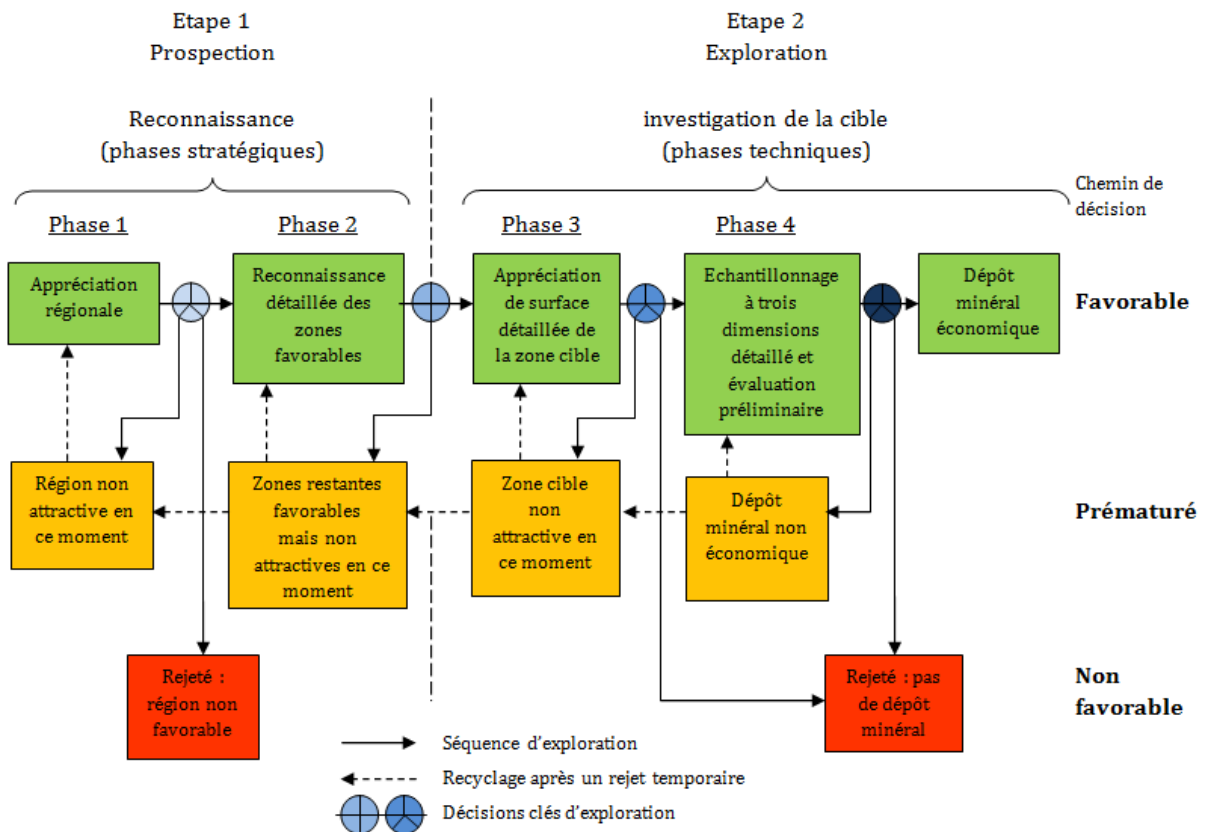 Etape 1
Prospection
Etape 2
Exploration
Reconnaissance
(phases stratégiques)
investigation de la cible
(phases techniques)
Chemin de
décision
Phase 1
Phase 2
Phase 3
Phase 4
Appréciation
régionale
Reconnaissance
détaillée des
zones
favorables
Appréciation
de surface
détaillée de
la zone cible
Echantillonnage
à trois
dimensions
détaillé et
évaluation
préliminaire
Dépôt
minéral
économique
Favorable
Région non
attractive en
ce moment
Zones restantes
favorables
mais non
attractives en ce
moment
Zone cible
non
attractive en
ce moment
Dépôt
minéral non
économique
Prématuré
Rejeté :
région non
favorable
Rejeté : pas
de dépôt
minéral
Non
favorable
Séquence d'exploration
Recyclage après un rejet temporaire
Décisions clés d'exploration